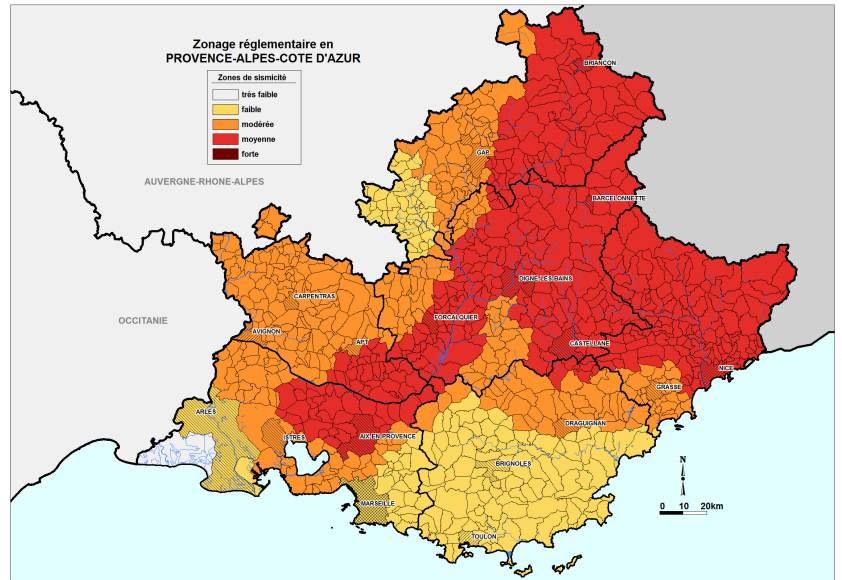 Zonage réglementaire en
PROVENCE-ALPES-COTE D'AZUR
Zones de sismicité
très faible
faible
modérée
moyenne
forte
BRIANÇON
GAP
AUVERGNE-RHONE-ALPES
BARCELONNETTE
DIGNE-LES-BAINS
CARPENTRAS
OCCITANIE
FORCALQUIER
AVIGNON
APT
CASTELLANE
NICE
GRASSE
ARLES
DRAGUIGNAN
ISTRES
AIX EN PROVENCE
BRIGNOLES
N
MARSEILLE
0 10 20km
TOULON